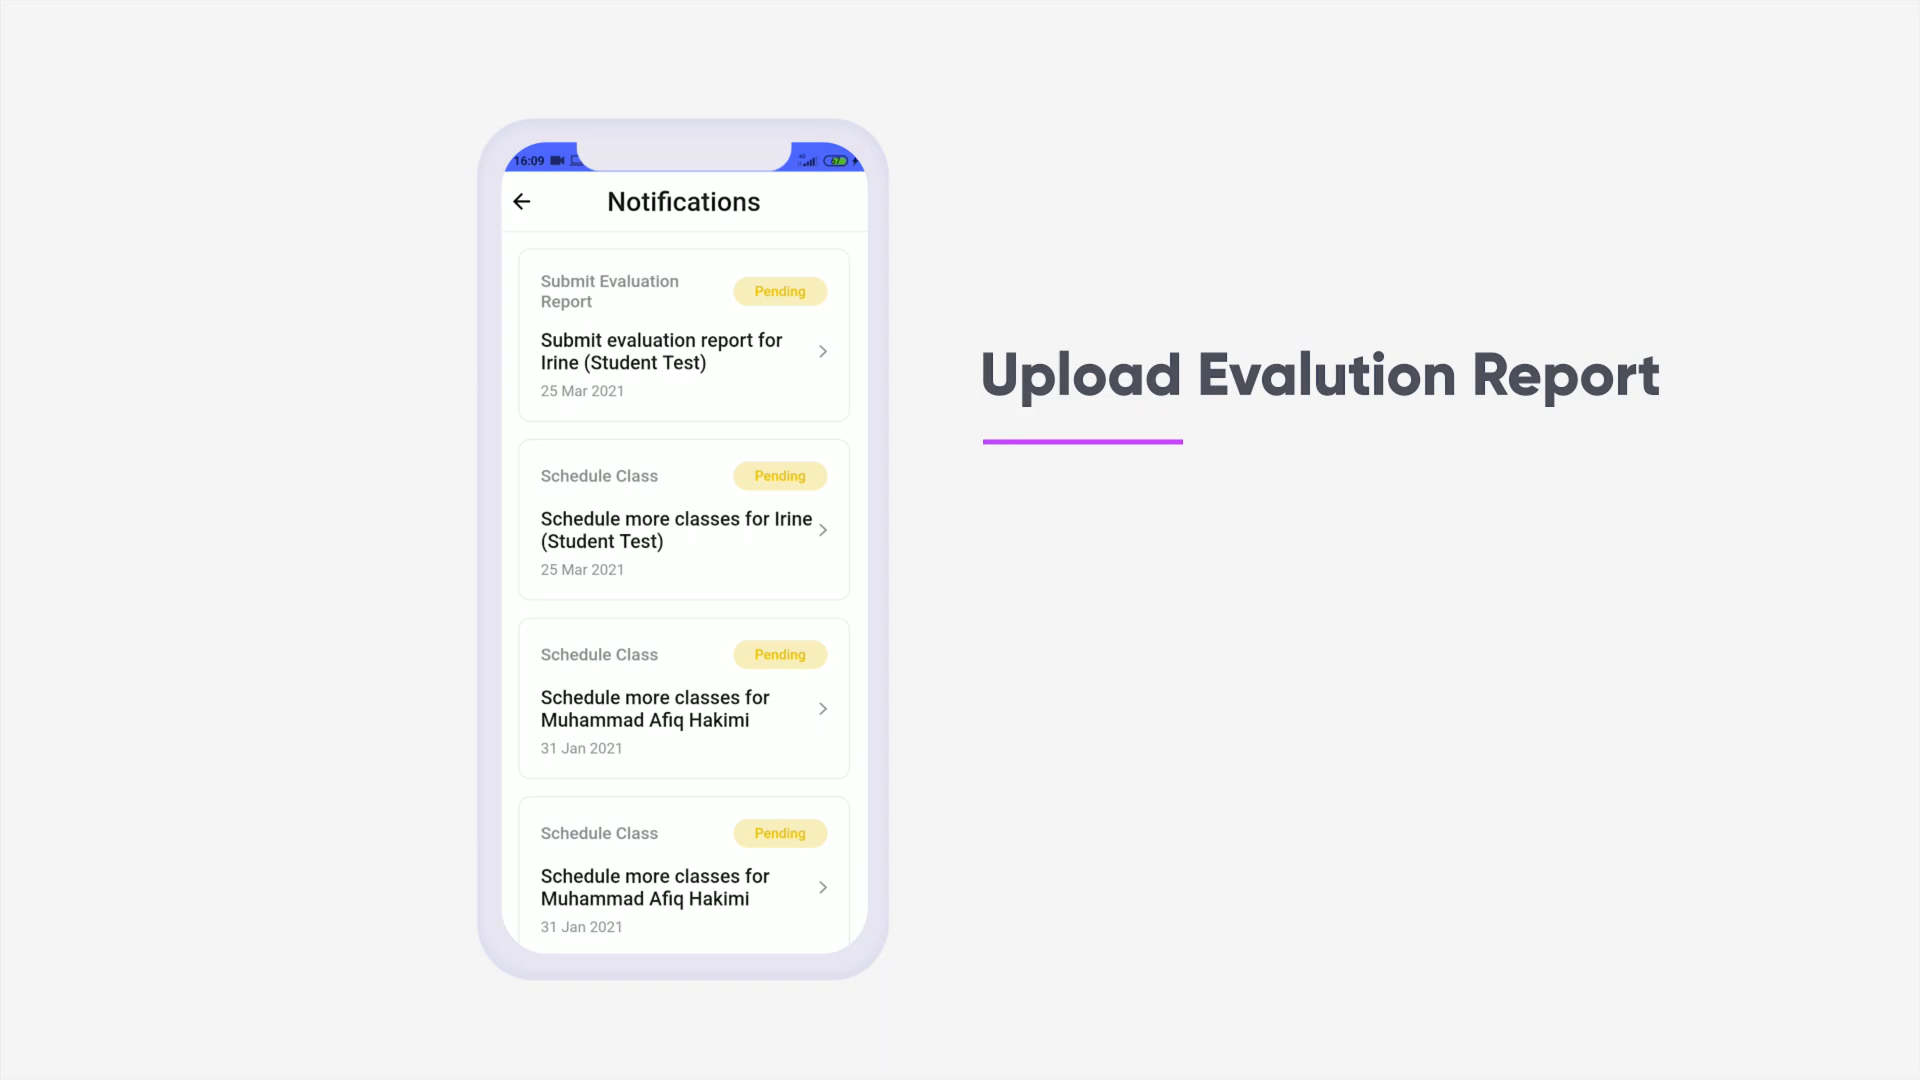 16:09
67
Notifications
Submit Evaluation
Report
Pending
Submit evaluation report for
Irine (Student Test)
25 Mar 2021
Schedule Class
Pending
Schedule more classes for Irine
(Student Test)
25 Mar 2021
Schedule Class
Pending
Schedule more classes for
Muhammad Afiq Hakimi
31 Jan 2021
Schedule Class
Pending
Schedule more classes for
Muhammad Afiq Hakimi
31 Jan 2021
Upload Evalution Report